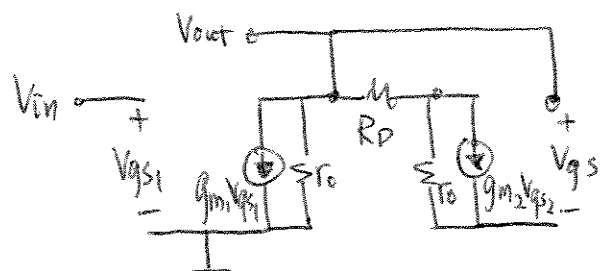 Vout
Vin
+
Vgs1
-
gm1Vgs1
ro
RD
ro
gm2Vgs2
+
Vgs
-